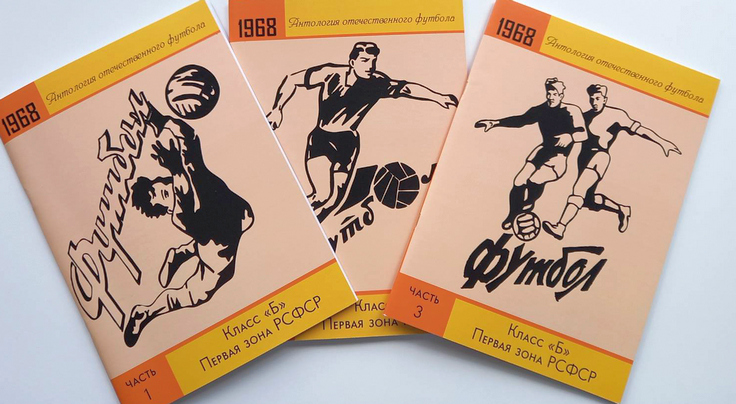 1968
Антология отечественного футбола
Футбол
Класс «Б»
Первая зона РСФСР
ЧАСТЬ
1
1968
Антология отечественного футбола
Класс «Б»
Первая зона РСФСР
1968
Антология отечественного футбола
Футбол
ЧАСТЬ
3
Класс «Б»
Первая зона РСФСР